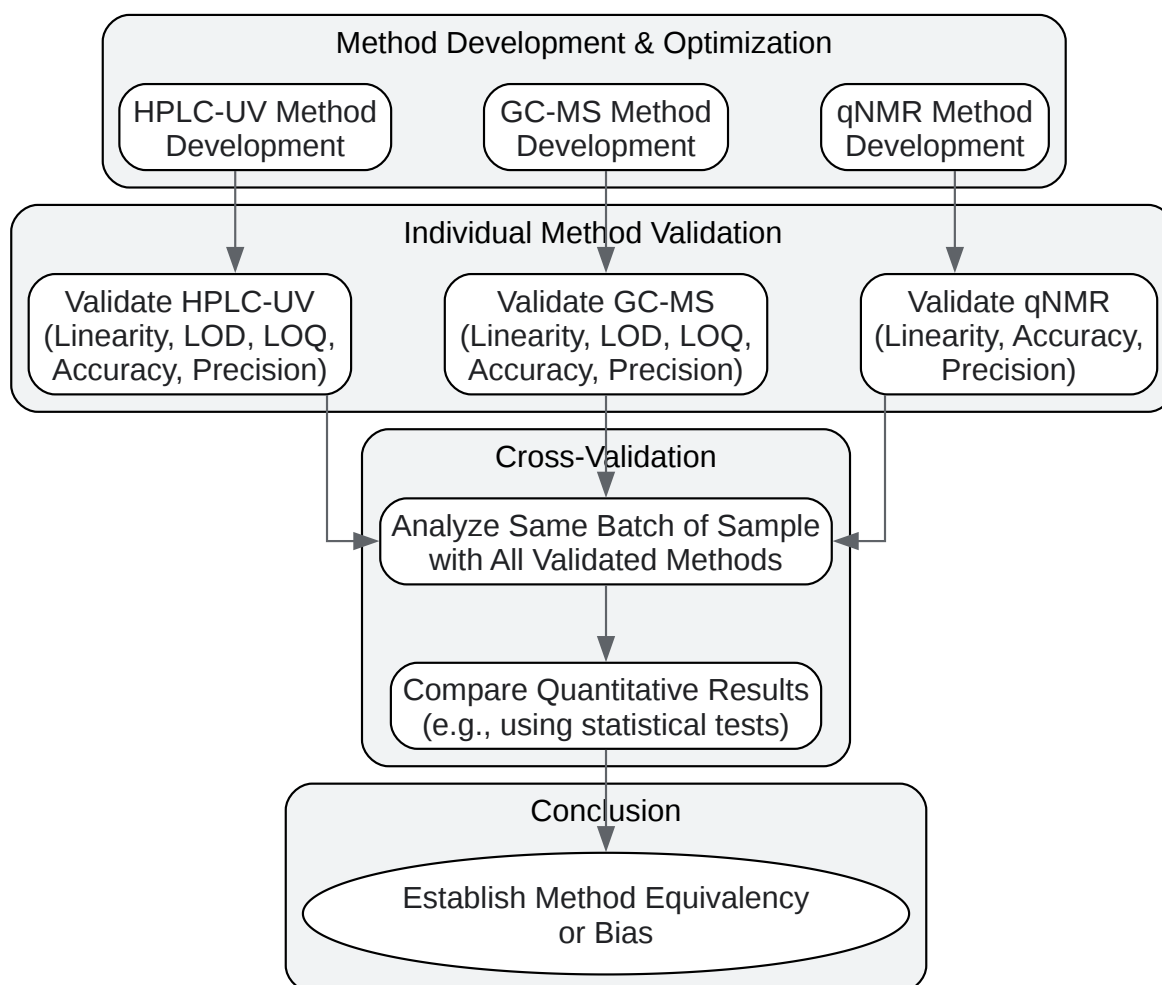 Method Development & Optimization
HPLC-UV Method
Development
GC-MS Method
Development
qNMR Method
Development
Individual Method Validation
Validate HPLC-UV
(Linearity, LOD, LOQ,
Accuracy, Precision)
Validate GC-MS
(Linearity, LOD, LOQ,
Accuracy, Precision)
Validate qNMR
(Linearity, Accuracy,
Precision)
Cross-Validation
Analyze Same Batch of Sample
with All Validated Methods
Compare Quantitative Results
(e.g., using statistical tests)
Conclusion
Establish Method Equivalency
or Bias